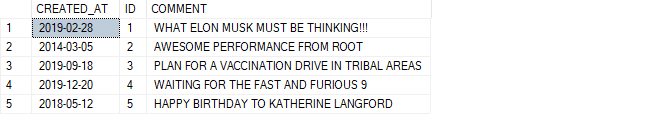 CREATED_AT ID COMMENT
1 2019-02-28 1 WHAT ELON MUSK MUST BE THINKING!!!
2 2014-03-05 2 AWESOME PERFORMANCE FROM ROOT
3 2019-09-18 3 PLAN FOR A VACCINATION DRIVE IN TRIBAL AREAS
4 2019-12-20 4 WAITING FOR THE FAST AND FURIOUS 9
5 2018-05-12 5 HAPPY BIRTHDAY TO KATHERINE LANGFORD